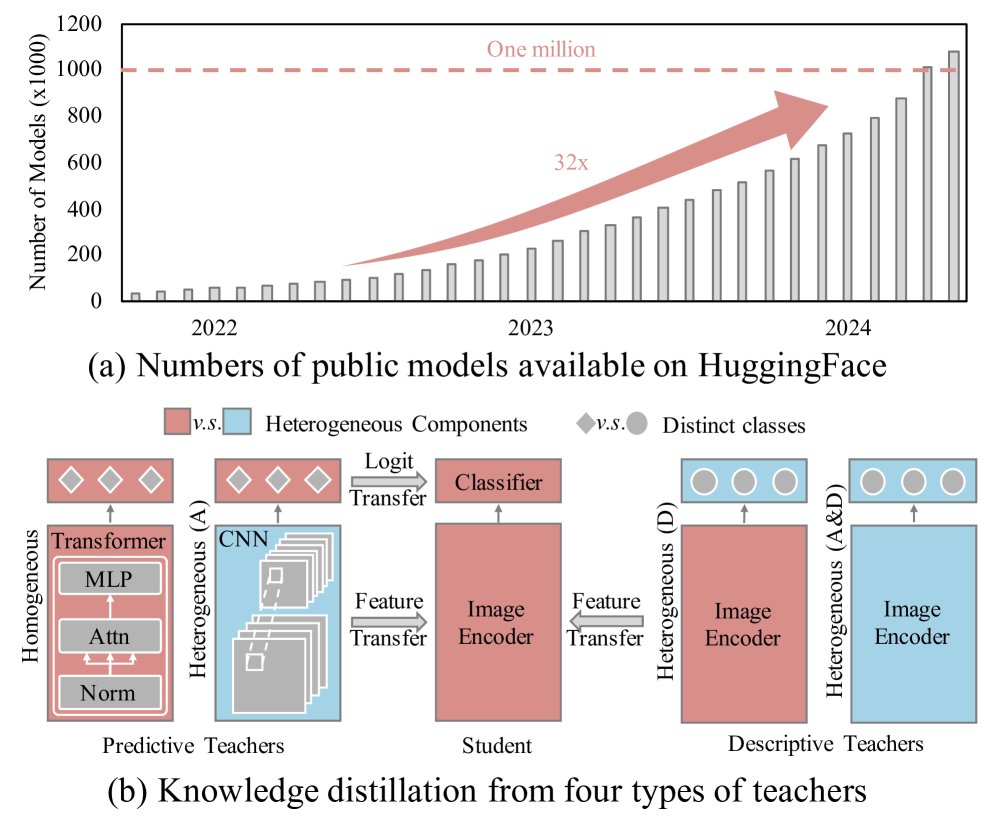 1200
1000
800
600
400
200
0
Number of Models (x1000)
One million
32x
2022
2023
2024
(a) Numbers of public models available on HuggingFace
v.s. Heterogeneous Components
v.s. Distinct classes
Homogeneous
Transformer
MLP
Attn
Norm
Heterogeneous (A)
CNN
Logit
Transfer
Feature
Transfer
Classifier
Image
Encoder
Feature
Transfer
Heterogeneous (D)
Image
Encoder
Heterogeneous (A&D)
Image
Encoder
Predictive Teachers
Student
Descriptive Teachers
(b) Knowledge distillation from four types of teachers